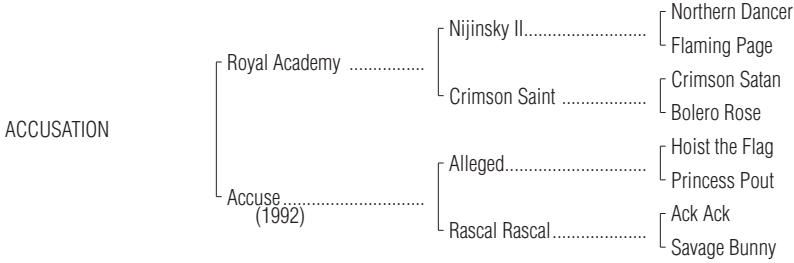 Northern Dancer
Nijinsky II..........................
Flaming Page
Royal Academy ................
Crimson Satan
Crimson Saint ..................
Bolero Rose
ACCUSATION
Hoist the Flag
Alleged..............................
Princess Pout
Accuse..............................
(1992)
Ack Ack
Rascal Rascal....................
Savage Bunny